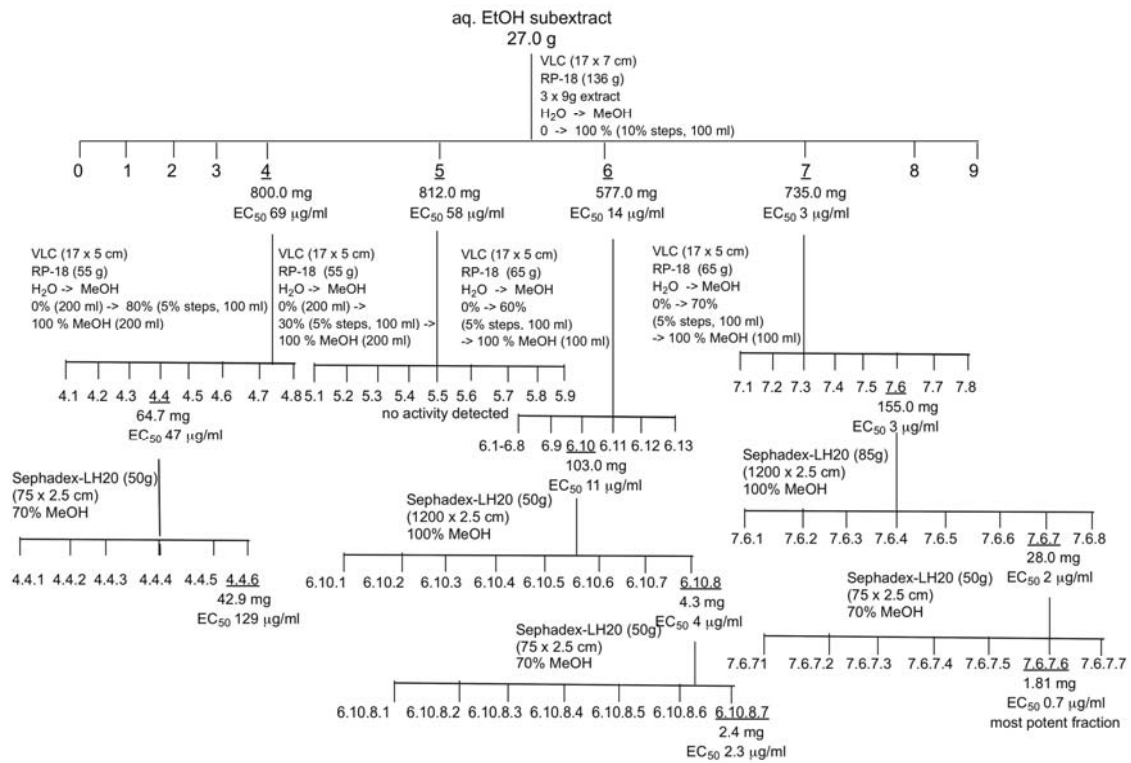 aq. EtOH subextract
27.0 g
VLC (17 x 7 cm)
RP-18 (136 g)
3 x 9g extract
H₂O -> MeOH
0 -> 100 % (10% steps, 100 ml)
0 1 2 3 4 5 6 7 8 9
800.0 mg
EC₅₀ 69 µg/ml
812.0 mg
EC₅₀ 58 µg/ml
577.0 mg
EC₅₀ 14 µg/ml
735.0 mg
EC₅₀ 3 µg/ml
VLC (17 x 5 cm)
RP-18 (55 g)
H₂O -> MeOH
0% (200 ml) -> 80% (5% steps, 100 ml)
100 % MeOH (200 ml)
VLC (17 x 5 cm)
RP-18 (55 g)
H₂O -> MeOH
0% (200 ml) ->
30% (5% steps, 100 ml) ->
100 % MeOH (200 ml)
VLC (17 x 5 cm)
RP-18 (65 g)
H₂O -> MeOH
0% -> 60%
(5% steps, 100 ml)
-> 100 % MeOH (100 ml)
VLC (17 x 5 cm)
RP-18 (65 g)
H₂O -> MeOH
0% -> 70%
(5% steps, 100 ml)
-> 100 % MeOH (100 ml)
4.1 4.2 4.3 4.4 4.5 4.6 4.7 4.8
64.7 mg
EC₅₀ 47 µg/ml
5.1 5.2 5.3 5.4 5.5 5.6 5.7 5.8 5.9
no activity detected
6.1-6.8 6.9 6.10 6.11 6.12 6.13
103.0 mg
EC₅₀ 11 µg/ml
7.1 7.2 7.3 7.4 7.5 7.6 7.7 7.8
155.0 mg
EC₅₀ 3 µg/ml
Sephadex-LH20 (50g)
(75 x 2.5 cm)
70% MeOH
4.4.1 4.4.2 4.4.3 4.4.4 4.4.5 4.4.6
42.9 mg
EC₅₀ 129 µg/ml
Sephadex-LH20 (50g)
(1200 x 2.5 cm)
100% MeOH
6.10.1 6.10.2 6.10.3 6.10.4 6.10.5 6.10.6 6.10.7 6.10.8
4.3 mg
EC₅₀ 4 µg/ml
Sephadex-LH20 (85g)
(1200 x 2.5 cm)
100% MeOH
7.6.1 7.6.2 7.6.3 7.6.4 7.6.5 7.6.6 7.6.7 7.6.8
28.0 mg
EC₅₀ 2 µg/ml
Sephadex-LH20 (50g)
(75 x 2.5 cm)
70% MeOH
6.10.8.1 6.10.8.2 6.10.8.3 6.10.8.4 6.10.8.5 6.10.8.6 6.10.8.7
2.4 mg
EC₅₀ 2.3 µg/ml
Sephadex-LH20 (50g)
(75 x 2.5 cm)
70% MeOH
7.6.71 7.6.7.2 7.6.7.3 7.6.7.4 7.6.7.5 7.6.7.6 7.6.7.7
1.81 mg
EC₅₀ 0.7 µg/ml
most potent fraction